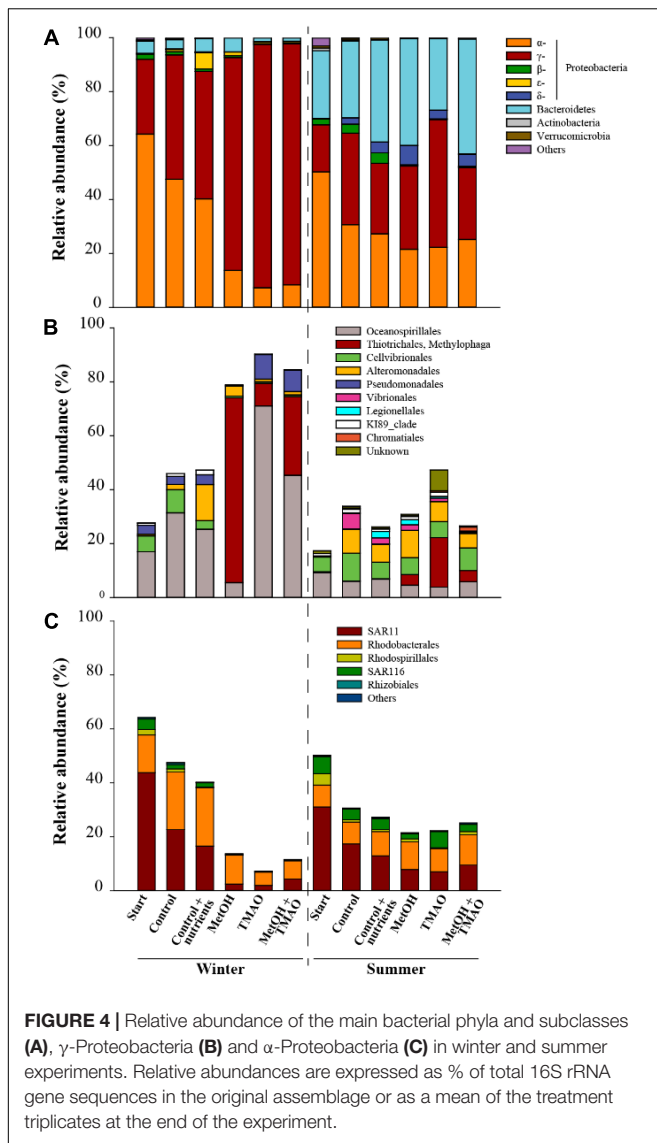 A
Relative abundance (%)
100
80
60
40
20
0
α-
γ-
β-
ε-
δ-
Proteobacteria
Bacteroidetes
Actinobacteria
Verrucomicrobia
Others
B
Relative abundance (%)
100
80
60
40
20
0
Oceanospirillales
Thiotrichales, Methylophaga
Cellvibrionales
Alteromonadales
Pseudomonadales
Vibrionales
Legionellales
KI89_clade
Chromatiales
Unknown
C
Relative abundance (%)
100
80
60
40
20
0
SAR11
Rhodobacterales
Rhodospirillales
SAR116
Rhizobiales
Others
Start
Control
Control +
nutrients
MetOH
TMAO
MetOH +
TMAO
Start
Control
Control +
nutrients
MetOH
TMAO
MetOH +
TMAO
Winter
Summer
FIGURE 4 | Relative abundance of the main bacterial phyla and subclasses
(A), γ-Proteobacteria (B) and α-Proteobacteria (C) in winter and summer
experiments. Relative abundances are expressed as % of total 16S rRNA
gene sequences in the original assemblage or as a mean of the treatment
triplicates at the end of the experiment.